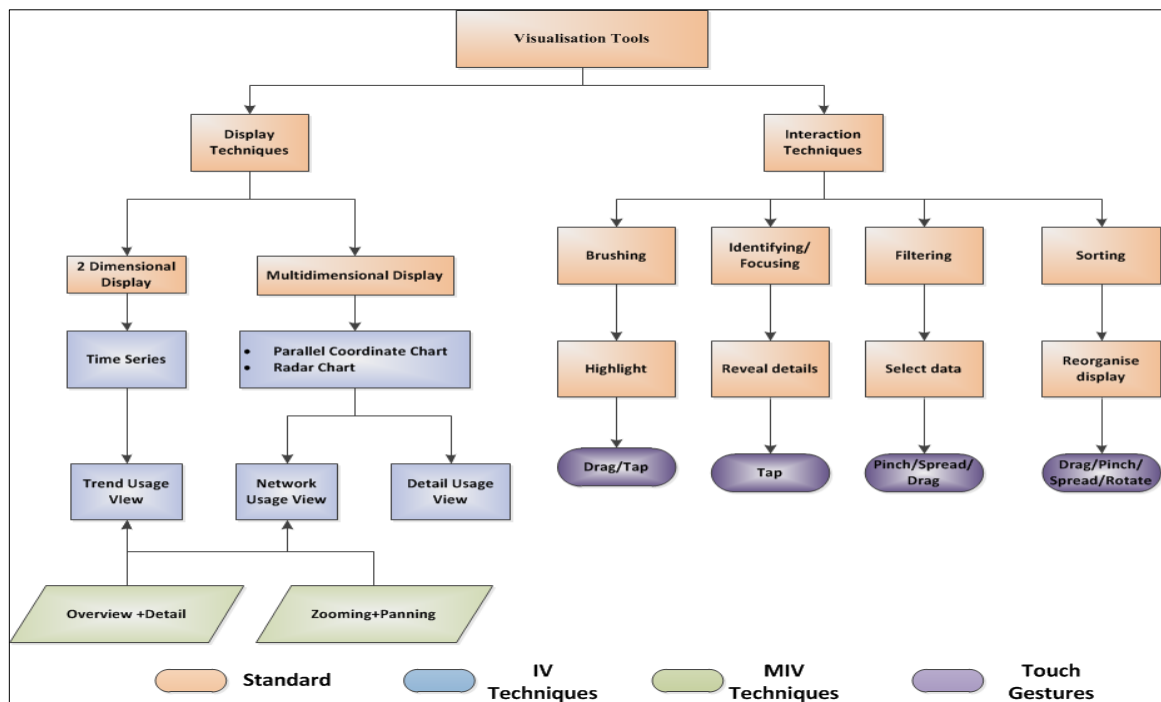 Visualisation Tools
Display
Techniques
Interaction
Techniques
2 Dimensional
Display
Multidimensional Display
Brushing
Identifying/
Focusing
Filtering
Sorting
Time Series
• Parallel Coordinate Chart
• Radar Chart
Highlight
Reveal details
Select data
Reorganise
display
Trend Usage
VIew
Network
Usage View
Detail Usage
View
Drag/Tap
Tap
Pinch/Spread/
Drag
Drag/Pinch/
Spread/Rotate
Overview +Detail
Zooming+Panning
Standard
IV
Techniques
MIV
Techniques
Touch
Gestures